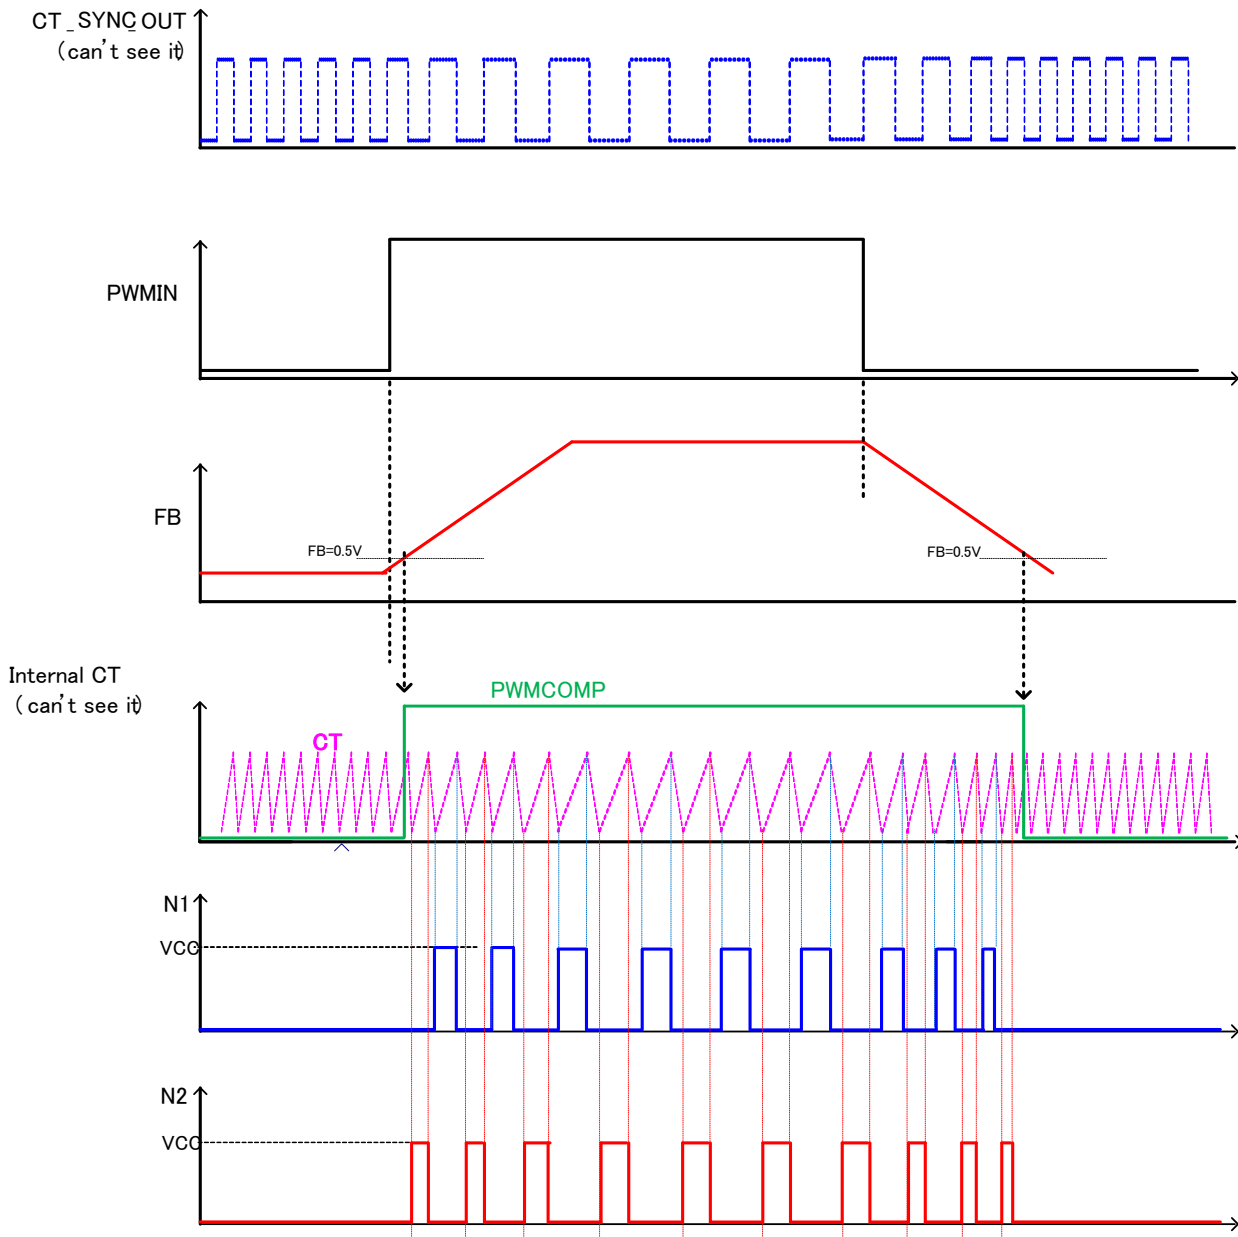 CT_SYNC OUT
(can't see it)
PWMIN
FB
FB=0.5V
FB=0.5V
Internal CT
(can't see it)
PWMCOMP
CT
N1
VCC
N2
VCC